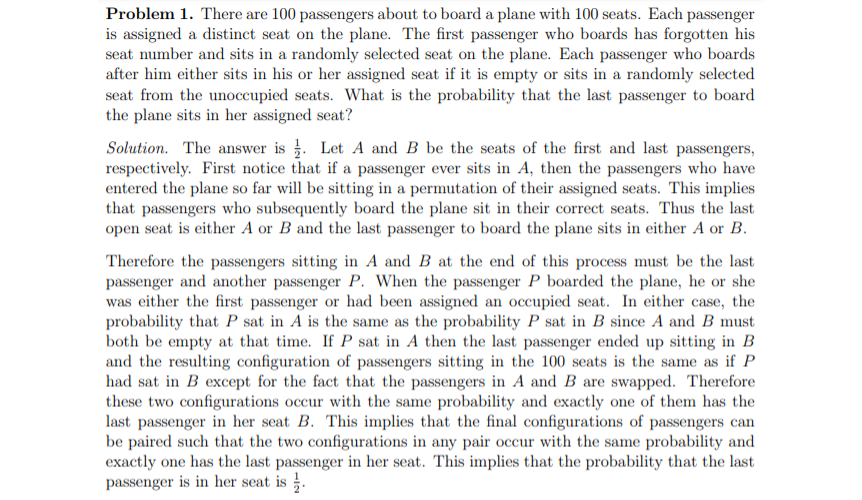 Problem 1. There are 100 passengers about to board a plane with 100 seats. Each passenger
is assigned a distinct seat on the plane. The first passenger who boards has forgotten his
seat number and sits in a randomly selected seat on the plane. Each passenger who boards
after him either sits in his or her assigned seat if it is empty or sits in a randomly selected
seat from the unoccupied seats. What is the probability that the last passenger to board
the plane sits in her assigned seat?
Solution. The answer is 1/2. Let A and B be the seats of the first and last passengers,
respectively. First notice that if a passenger ever sits in A, then the passengers who have
entered the plane so far will be sitting in a permutation of their assigned seats. This implies
that passengers who subsequently board the plane sit in their correct seats. Thus the last
open seat is either A or B and the last passenger to board the plane sits in either A or B.
Therefore the passengers sitting in A and B at the end of this process must be the last
passenger and another passenger P. When the passenger P boarded the plane, he or she
was either the first passenger or had been assigned an occupied seat. In either case, the
probability that P sat in A is the same as the probability P sat in B since A and B must
both be empty at that time. If P sat in A then the last passenger ended up sitting in B
and the resulting configuration of passengers sitting in the 100 seats is the same as if P
had sat in B except for the fact that the passengers in A and B are swapped. Therefore
these two configurations occur with the same probability and exactly one of them has the
last passenger in her seat B. This implies that the final configurations of passengers can
be paired such that the two configurations in any pair occur with the same probability and
exactly one has the last passenger in her seat. This implies that the probability that the last
passenger is in her seat is 1/2.